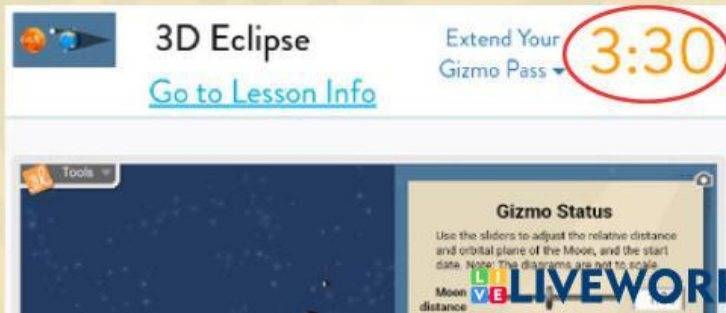 3D Eclipse
Go to Lesson Info
Extend Your
Gizmo Pass
3:30
Tools
Gizmo Status
Use the sliders to adjust the relative distance
and orbital plane of the Moon, and the start
date. Note: The diagrams are not to scale.
Moon
distance
LIVE
LIVEWOR